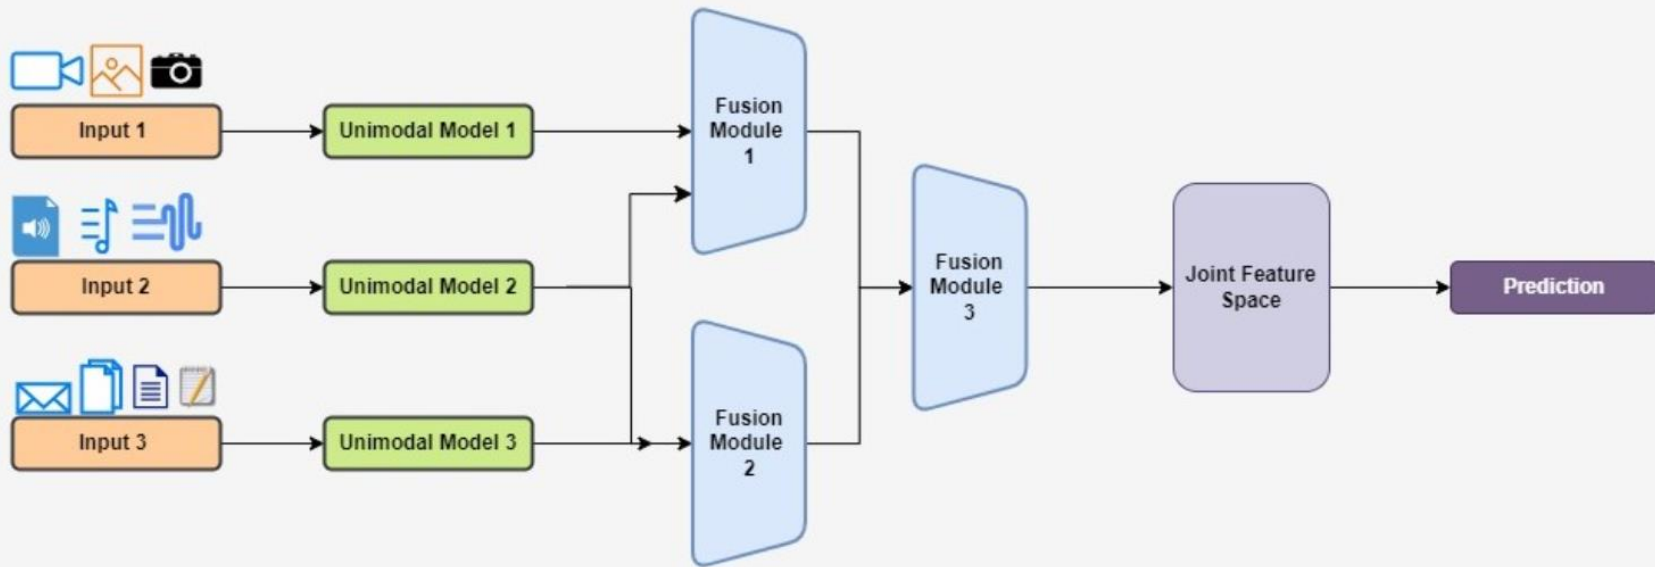 Input 1
Unimodal Model 1
Fusion
Module
1
Input 2
Unimodal Model 2
Fusion
Module
3
Joint Feature
Space
Prediction
Input 3
Unimodal Model 3
Fusion
Module
2